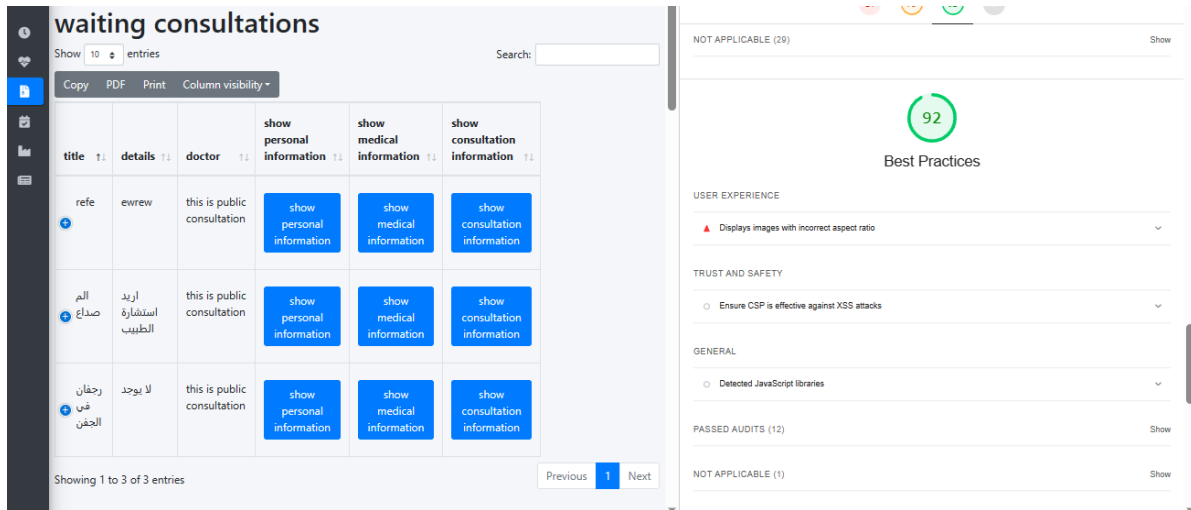 waiting consultations
Show 10 entries
Search:
Copy PDF Print Column visibility
title
details
doctor
show personal information
show medical information
show consultation information
refe
ewrew
this is public consultation
show personal information
show medical information
show consultation information
الم صداع
اريد استشارة الطبيب
this is public consultation
show personal information
show medical information
show consultation information
رجفان في الجفن
لا يوجد
this is public consultation
show personal information
show medical information
show consultation information
Showing 1 to 3 of 3 entries
Previous 1 Next
NOT APPLICABLE (29)
Show
92
Best Practices
USER EXPERIENCE
Displays images with incorrect aspect ratio
TRUST AND SAFETY
Ensure CSP is effective against XSS attacks
GENERAL
Detected JavaScript libraries
PASSED AUDITS (12)
Show
NOT APPLICABLE (1)
Show